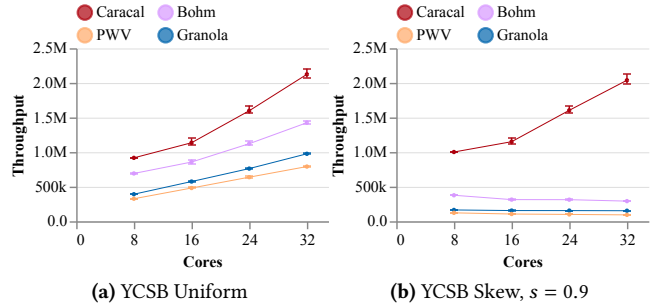 Caracal Bohm
PWV Granola
2.5M
2.0M
1.5M
1.0M
500k
0.0
Throughput
0 8 16 24 32
Cores
(a) YCSB Uniform
Caracal Bohm
PWV Granola
2.5M
2.0M
1.5M
1.0M
500k
0.0
Throughput
0 8 16 24 32
Cores
(b) YCSB Skew, s = 0.9